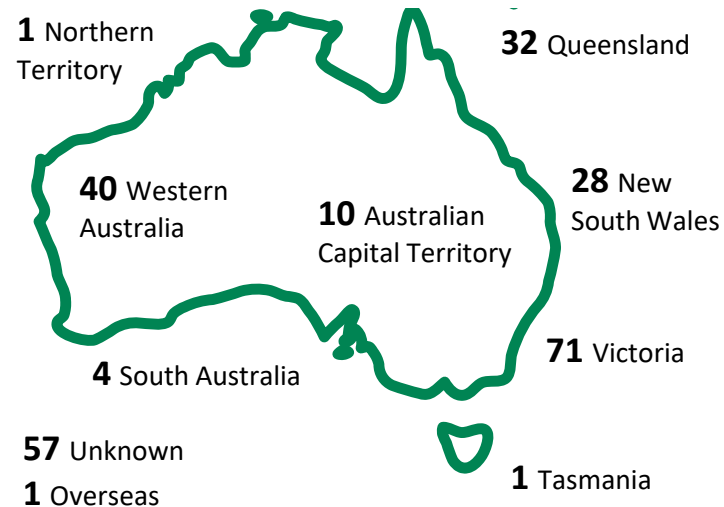 1 Northern
Territory
32 Queensland
40 Western
Australia
10 Australian
Capital Territory
28 New
South Wales
71 Victoria
4 South Australia
57 Unknown
1 Overseas
1 Tasmania